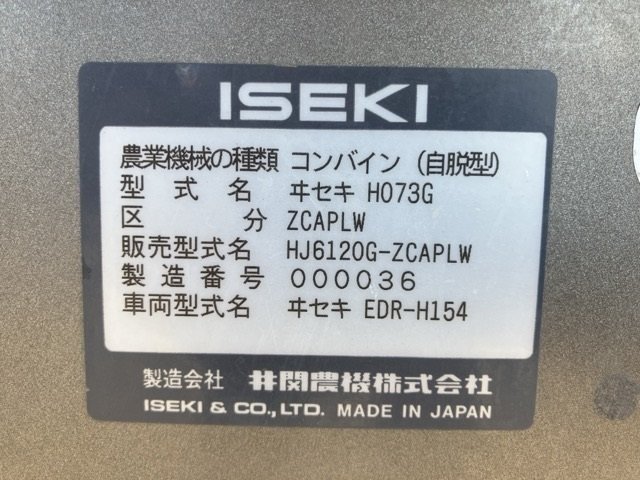 ISEKI
農業機械の種類 コンバイン (自脱型)
型式名 ヰセキ HO73G
区分 ZCAPLW
販売型式名 HJ6120G-ZCAPLW
製造番号 000036
車両型式名 ヰセキ EDR-H154
製造会社 井関農機株式会社
ISEKI & CO.,LTD. MADE IN JAPAN